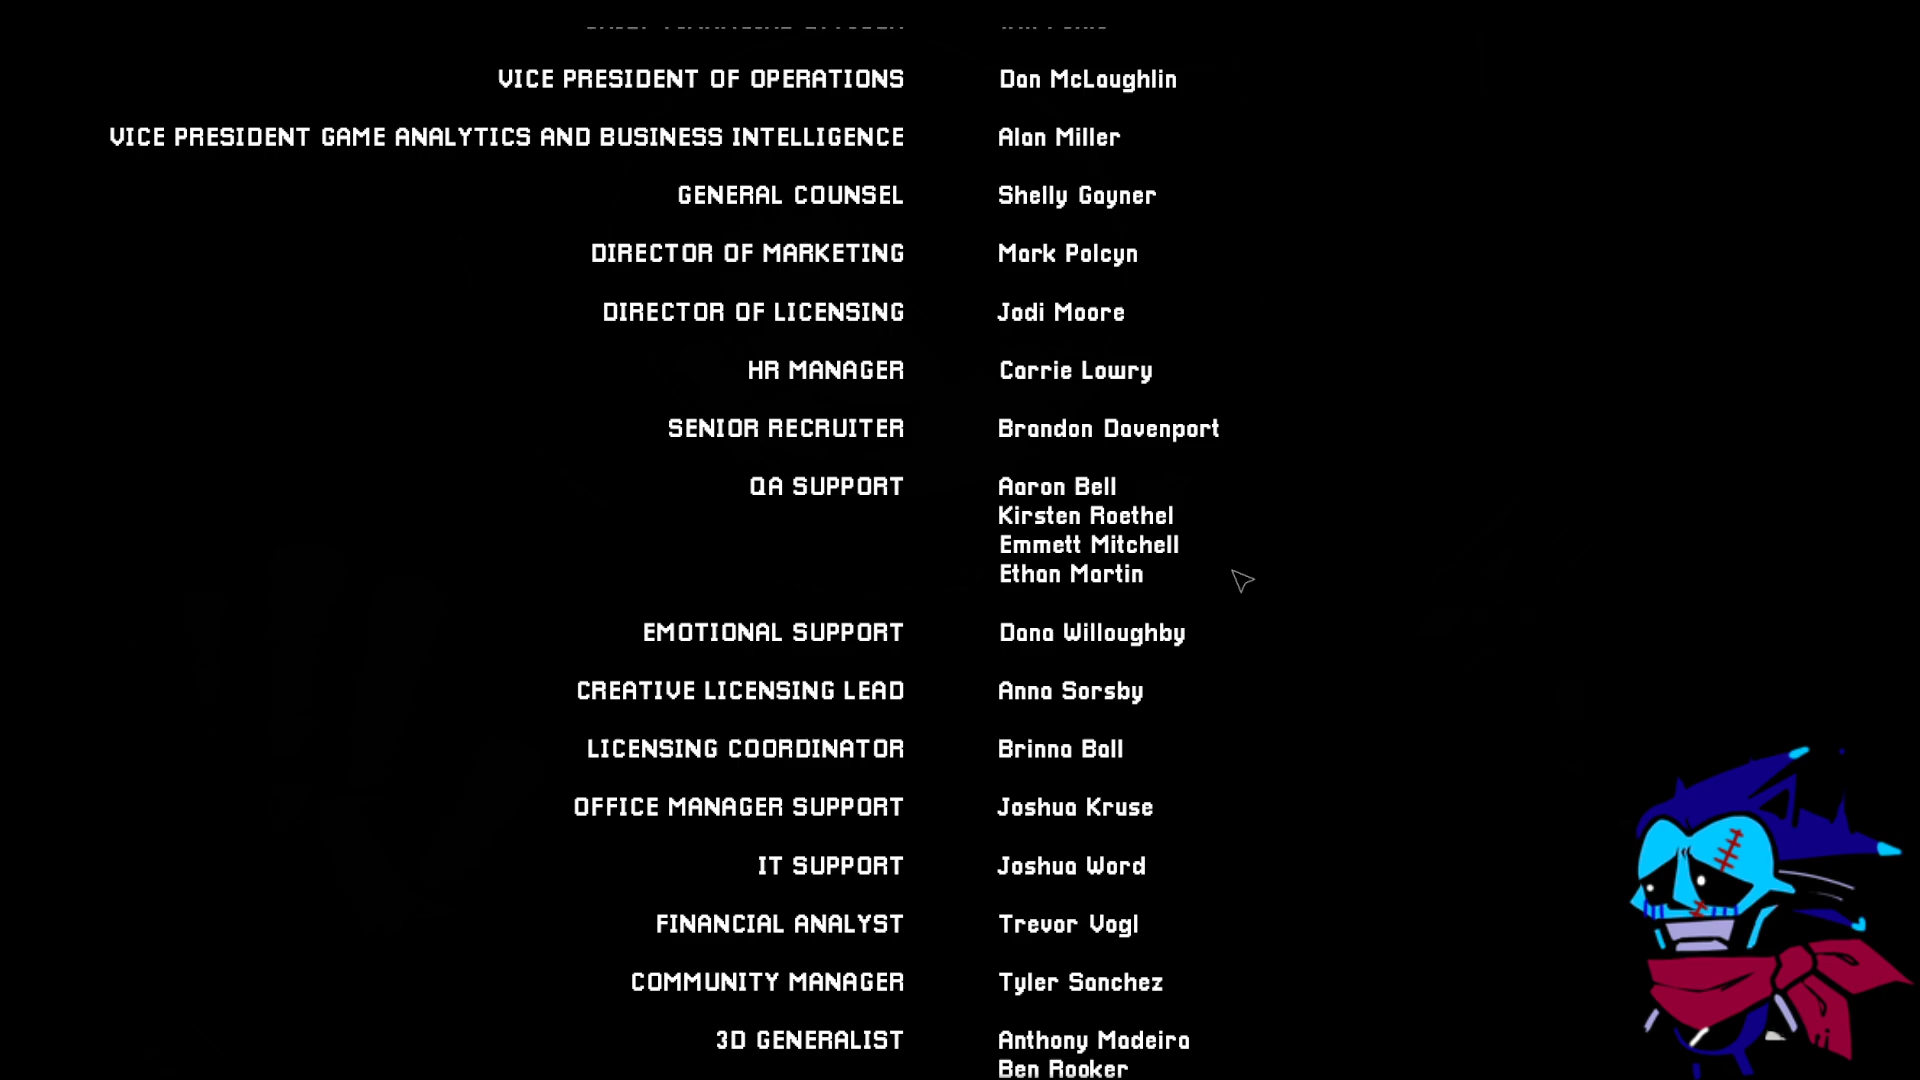 VICE PRESIDENT OF OPERATIONS Dan McLaughlin
VICE PRESIDENT GAME ANALYTICS AND BUSINESS INTELLIGENCE Alan Miller
GENERAL COUNSEL Shelly Gayner
DIRECTOR OF MARKETING Mark Polcyn
DIRECTOR OF LICENSING Jodi Moore
HR MANAGER Carrie Lowry
SENIOR RECRUITER Brandon Davenport
QA SUPPORT Aaron Bell
Kirsten Roethel
Emmett Mitchell
Ethan Martin
EMOTIONAL SUPPORT Dana Willoughby
CREATIVE LICENSING LEAD Anna Sorsby
LICENSING COORDINATOR Brinna Ball
OFFICE MANAGER SUPPORT Joshua Kruse
IT SUPPORT Joshua Ward
FINANCIAL ANALYST Trevor Vogl
COMMUNITY MANAGER Tyler Sanchez
3D GENERALIST Anthony Madeira
Ben Rooker